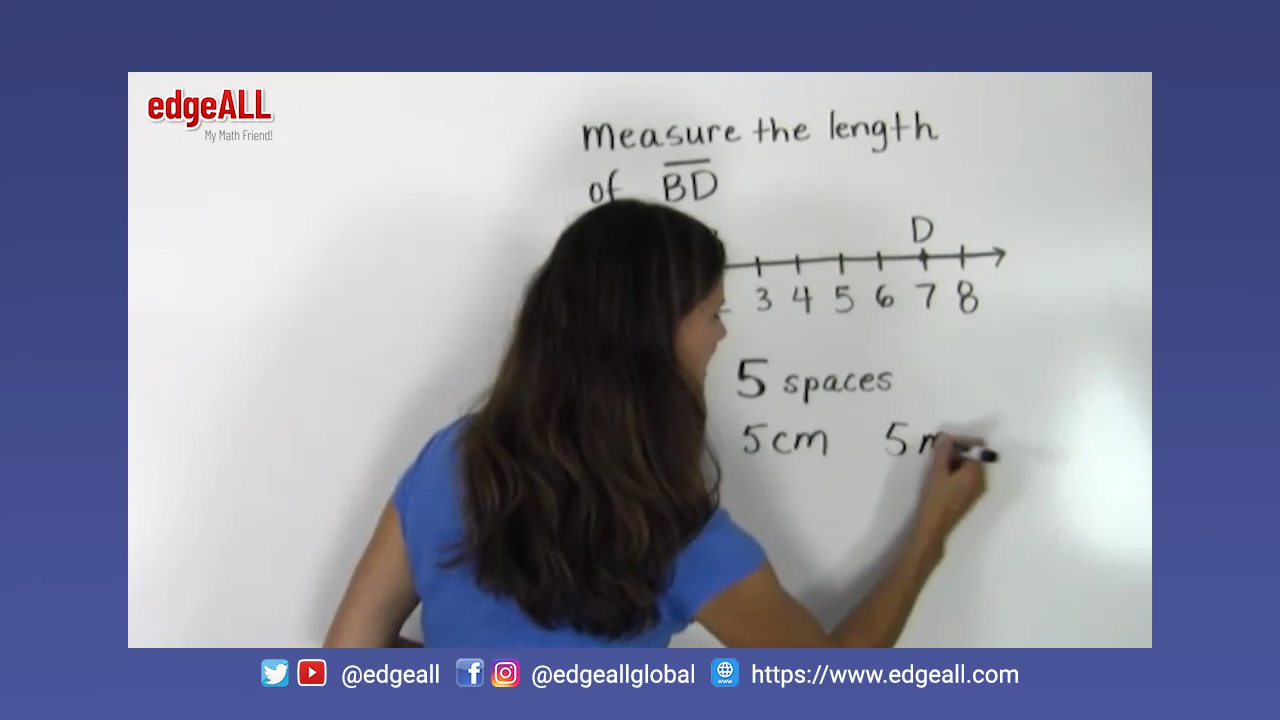 edgeALL
My Math Friend!
Measure the length
of BD
D
3 4 5 6 7 8
5 spaces
5cm 5
@edgeall @edgeallglobal https://www.edgeall.com